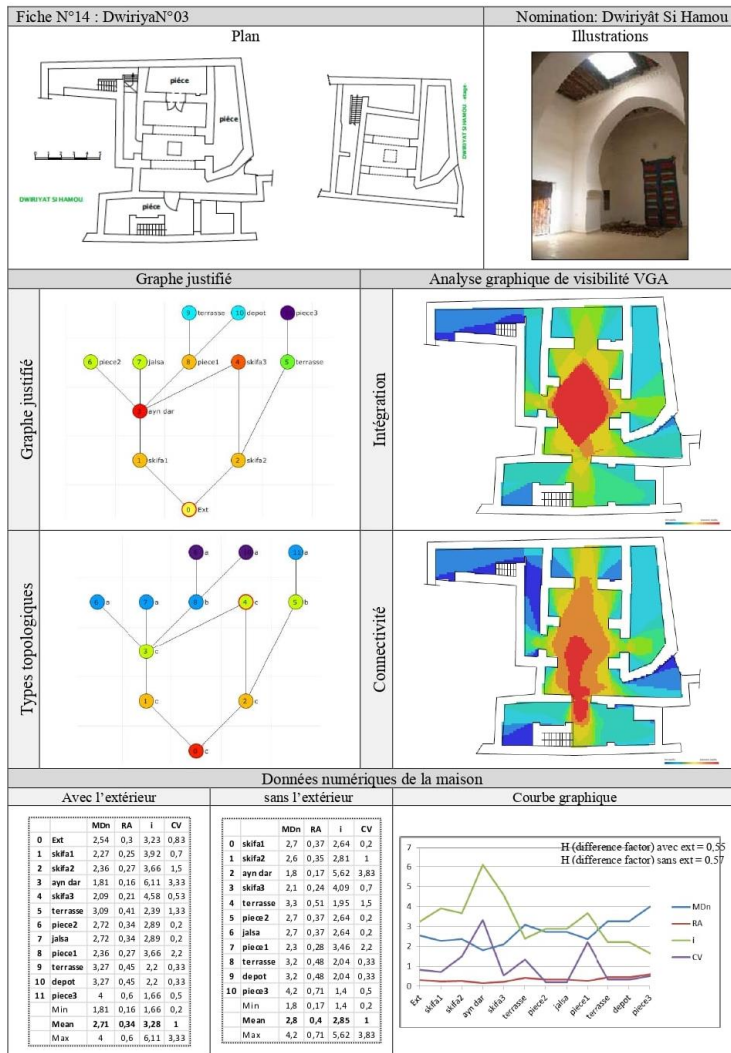 Fiche N°14 : DwiriyaN°03
Nomination: Dwiriyât Si Hamou
Plan
Illustrations
pièce
pièce
pièce
DWIRIYAT SI HAMOU
DWIRIYAT SI HAMOU étage
Graphe justifié
Analyse graphique de visibilité VGA
Graphe justifié
9 terrasse
10 depot
piece3
6 piece2
7 jalsa
8 piece1
4 skifa3
5 terrasse
3 ayn dar
1 skifa1
2 skifa2
0 Ext
Intégration
Types topologiques
a
a
a
a
7 a
b
4 c
5 b
3 c
1 c
2 c
c
Connectivité
Données numériques de la maison
Avec l'extérieur
sans l'extérieur
Courbe graphique
MDn RA i CV
0 Ext 2,54 0,3 3,23 0,83
1 skifa1 2,27 0,25 3,92 0,7
2 skifa2 2,36 0,27 3,66 1,5
3 ayn dar 1,81 0,16 6,11 3,33
4 skifa3 2,09 0,21 4,58 0,53
5 terrasse 3,09 0,41 2,39 1,33
6 piece2 2,72 0,34 2,89 0,2
7 jalsa 2,72 0,34 2,89 0,2
8 piece1 2,36 0,27 3,66 2,2
9 terrasse 3,27 0,45 2,2 0,33
10 depot 3,27 0,45 2,2 0,33
11 piece3 4 0,6 1,66 0,5
Min 1,81 0,16 1,66 0,2
Mean 2,71 0,34 3,28 1
Max 4 0,6 6,11 3,33
MDn RA i CV
0 skifa1 2,7 0,37 2,64 0,2
1 skifa2 2,6 0,35 2,81 1
2 ayn dar 1,8 0,17 5,62 3,83
3 skifa3 2,1 0,24 4,09 0,7
4 terrasse 3,3 0,51 1,95 1,5
5 piece2 2,7 0,37 2,64 0,2
6 jalsa 2,7 0,37 2,64 0,2
7 piece1 2,3 0,28 3,46 2,2
8 terrasse 3,2 0,48 2,04 0,33
9 depot 3,2 0,48 2,04 0,33
10 piece3 4,2 0,71 1,4 0,5
Min 1,8 0,17 1,4 0,2
Mean 2,8 0,4 2,85 1
Max 4,2 0,71 5,62 3,83
H (difference factor) avec ext = 0,55
H (difference factor) sans ext = 0.57
7
6
5
4
3
2
1
0
MDn
RA
i
CV
Ext
skifa1
skifa2
ayn dar
skifa3
terrasse
piece2
jalsa
piece1
terrasse
depot
piece3